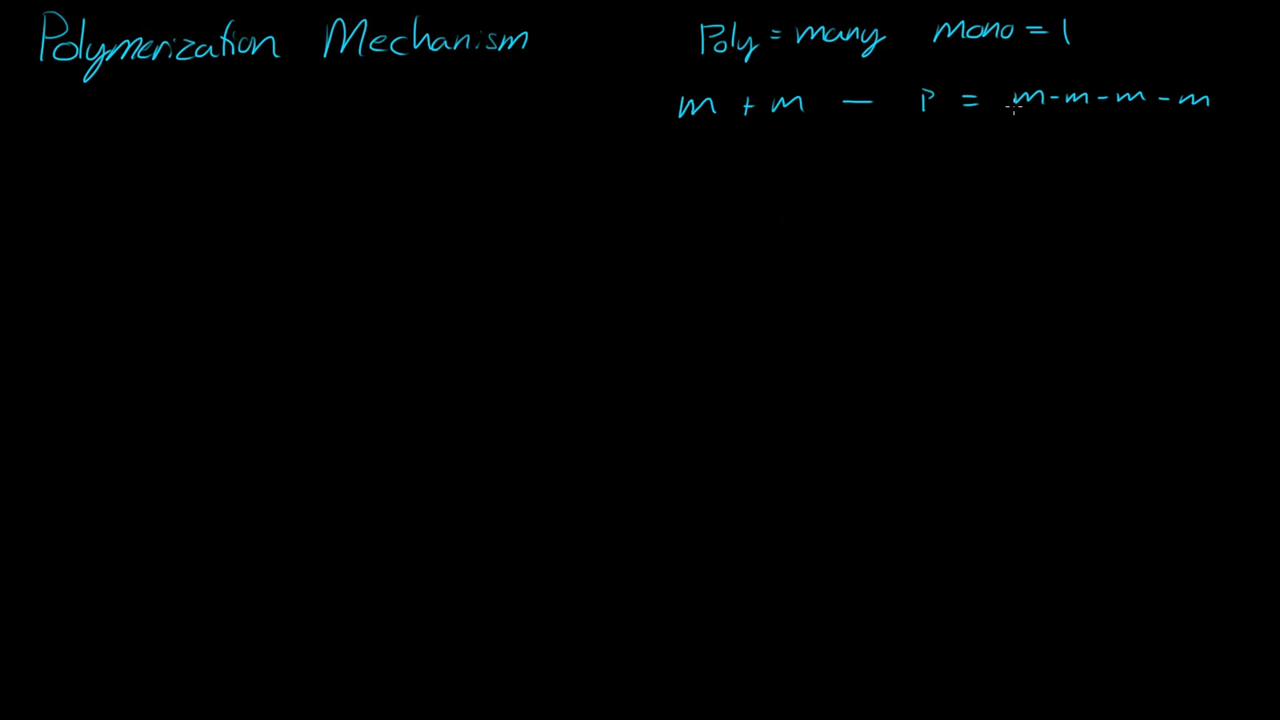 Polymerization Mechanism
Poly = many mono = 1
m + m — P = m-m-m-m